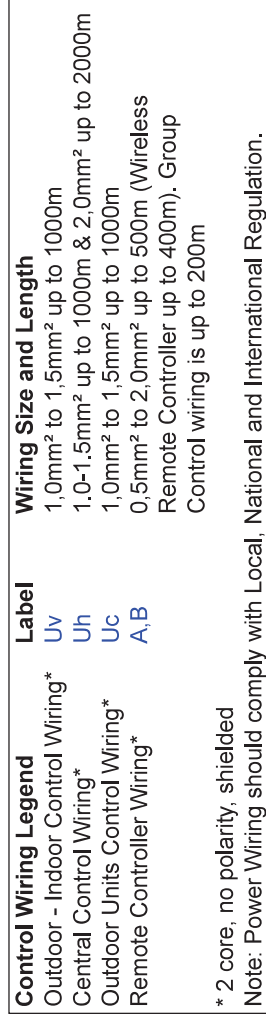 Control Wiring Legend Label Wiring Size and Length
Outdoor - Indoor Control Wiring* Uv 1,0mm² to 1,5mm² up to 1000m
Central Control Wiring* Uh 1.0-1.5mm² up to 1000m & 2,0mm² up to 2000m
Outdoor Units Control Wiring* Uc 1,0mm² to 1,5mm² up to 1000m
Remote Controller Wiring* A,B 0,5mm² to 2,0mm² up to 500m (Wireless
Remote Controller up to 400m). Group
Control wiring is up to 200m
* 2 core, no polarity, shielded
Note: Power Wiring should comply with Local, National and International Regulation.